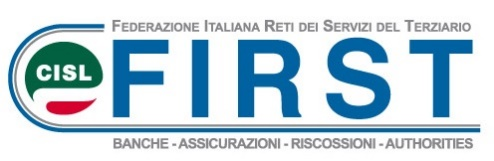 FEDERAZIONE ITALIANA RETI DEI SERVIZI DEL TERZIARIO
CISL
FIRST
BANCHE - ASSICURAZIONI - RISCOSSIONI - AUTHORITIES